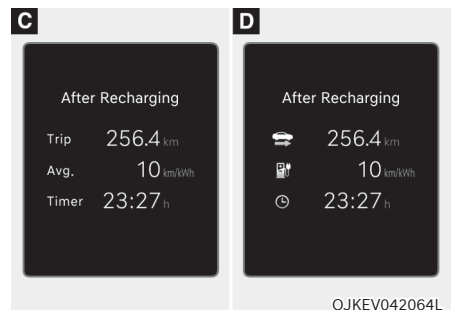 C
After Recharging
Trip 256.4 km
Avg. 10 km/kWh
Timer 23:27 h
D
After Recharging
256.4 km
10 km/kWh
23:27 h
OJKEV042064L